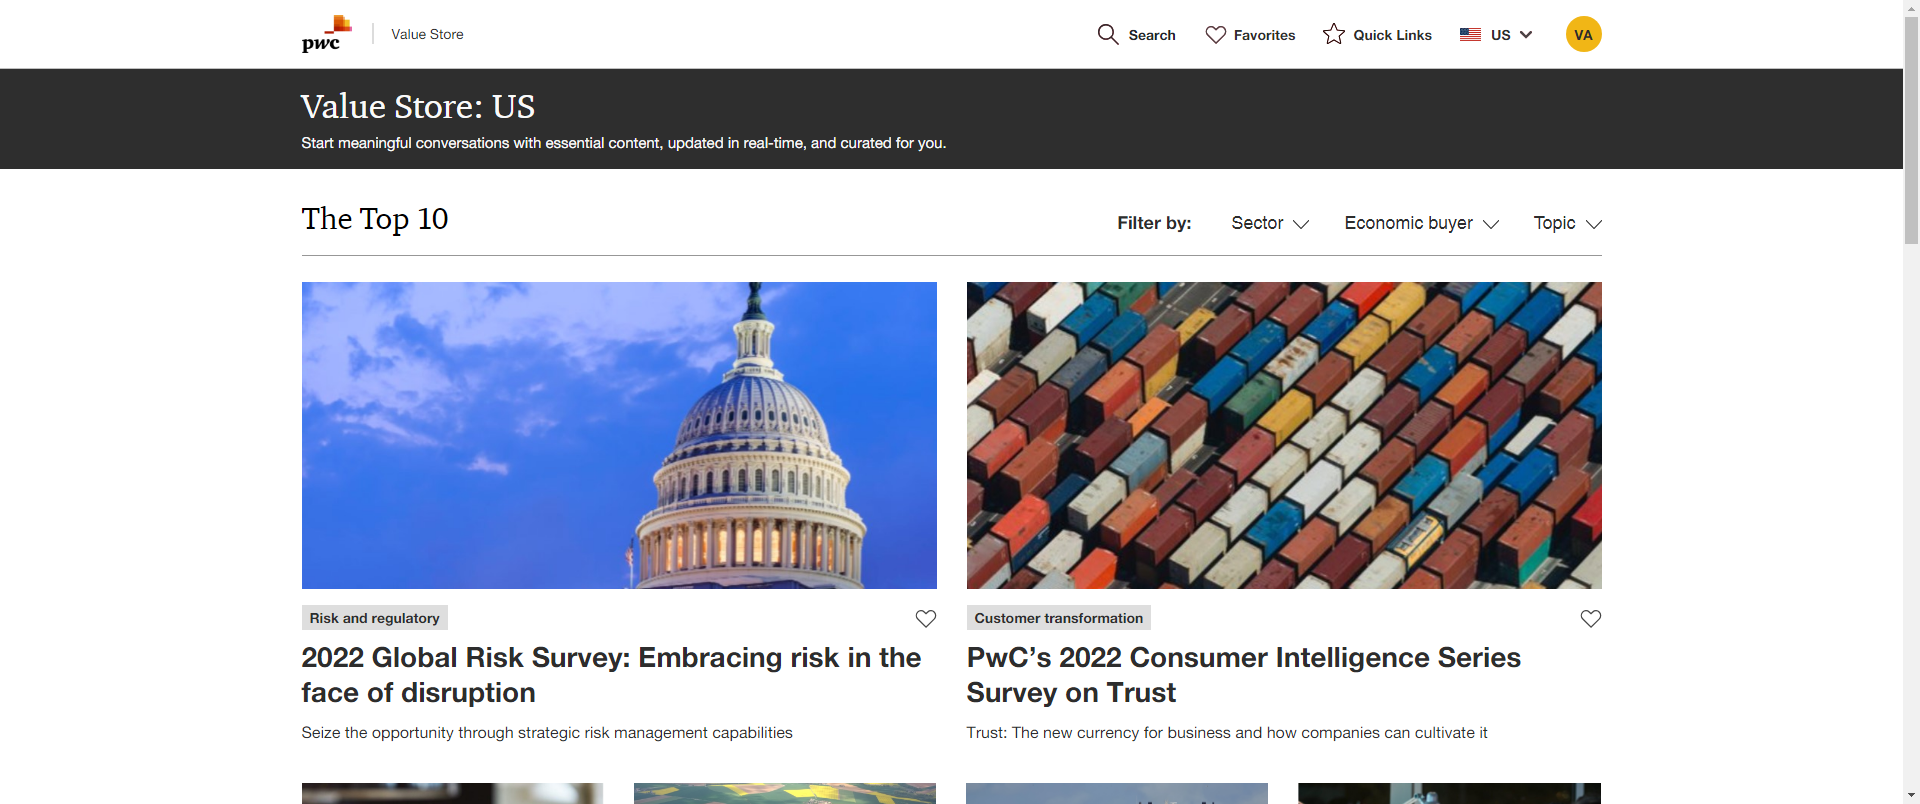 pwc
Value Store
Search
Favorites
Quick Links
US
VA
Value Store: US
Start meaningful conversations with essential content, updated in real-time, and curated for you.
The Top 10
Filter by:
Sector
Economic buyer
Topic
Risk and regulatory
2022 Global Risk Survey: Embracing risk in the
face of disruption
Seize the opportunity through strategic risk management capabilities
Customer transformation
PwC’s 2022 Consumer Intelligence Series
Survey on Trust
Trust: The new currency for business and how companies can cultivate it